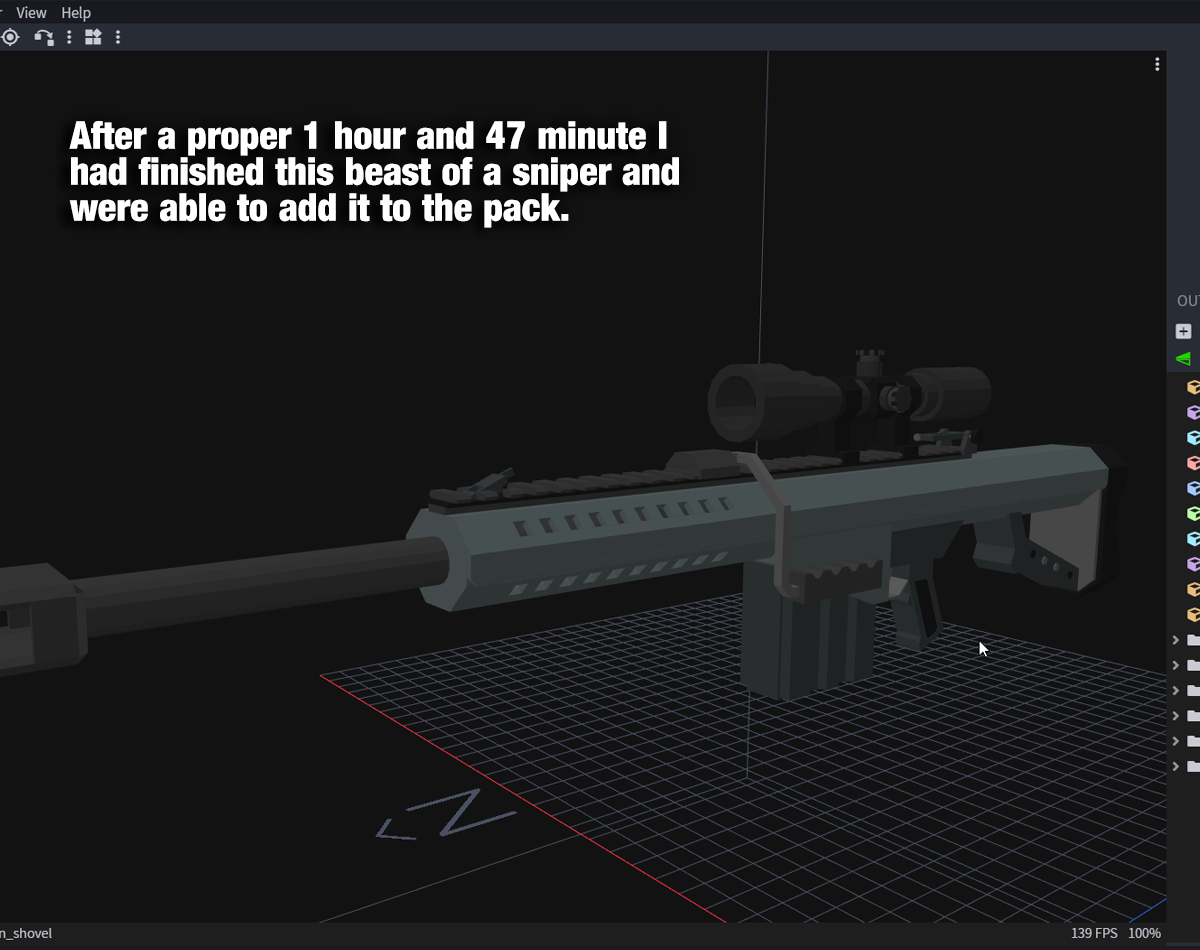 View Help
After a proper 1 hour and 47 minute I
had finished this beast of a sniper and
were able to add it to the pack.
OUT
Z
n_shovel
139 FPS 100%